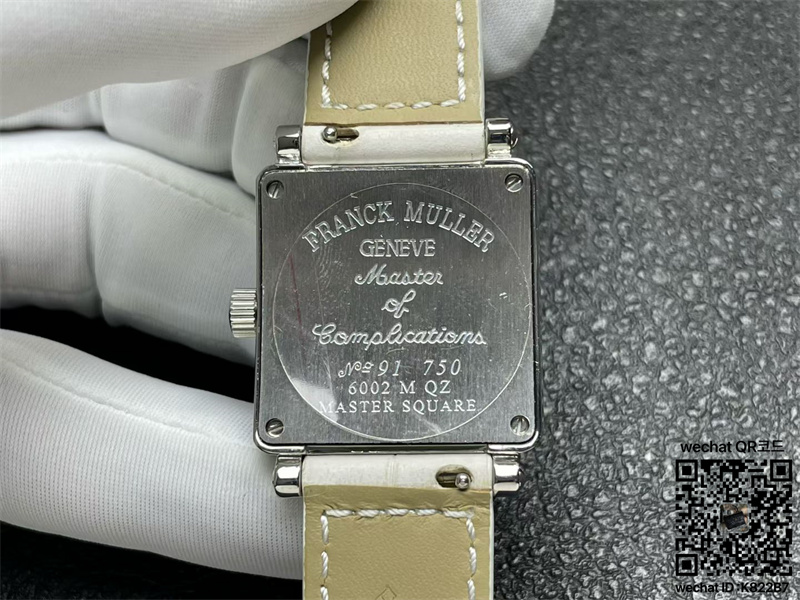 FRANCK MULLER
GENEVE
Master
of
Complications
Nº 91 750
6002 M QZ
MASTER SQUARE
wechat QR코드
wechat ID:K82287